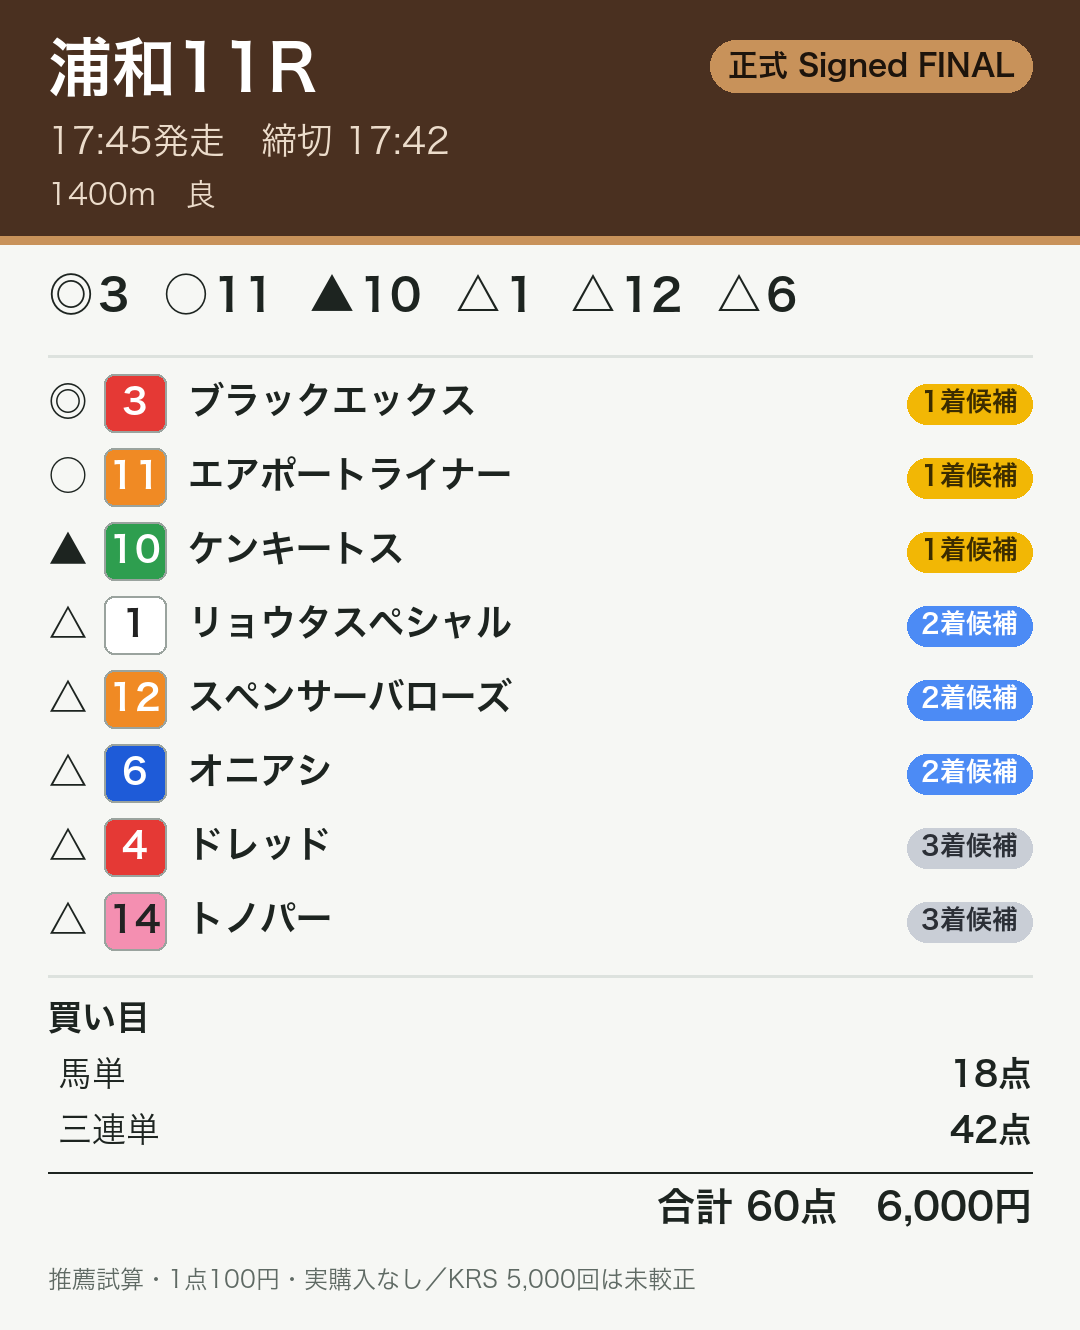 浦和11R
正式 Signed FINAL
17:45発走　締切 17:42
1400m　良
◎3 ○11 ▲10 △1 △12 △6
◎ 3 ブラックエックス 1着候補
○ 11 エアポートライナー 1着候補
▲ 10 ケンキートス 1着候補
△ 1 リョウタスペシャル 2着候補
△ 12 スペンサーバローズ 2着候補
△ 6 オニアシ 2着候補
△ 4 ドレッド 3着候補
△ 14 トノパー 3着候補
買い目
馬単 18点
三連単 42点
合計 60点　6,000円
推薦試算・1点100円・実購入なし／KRS 5,000回は未較正